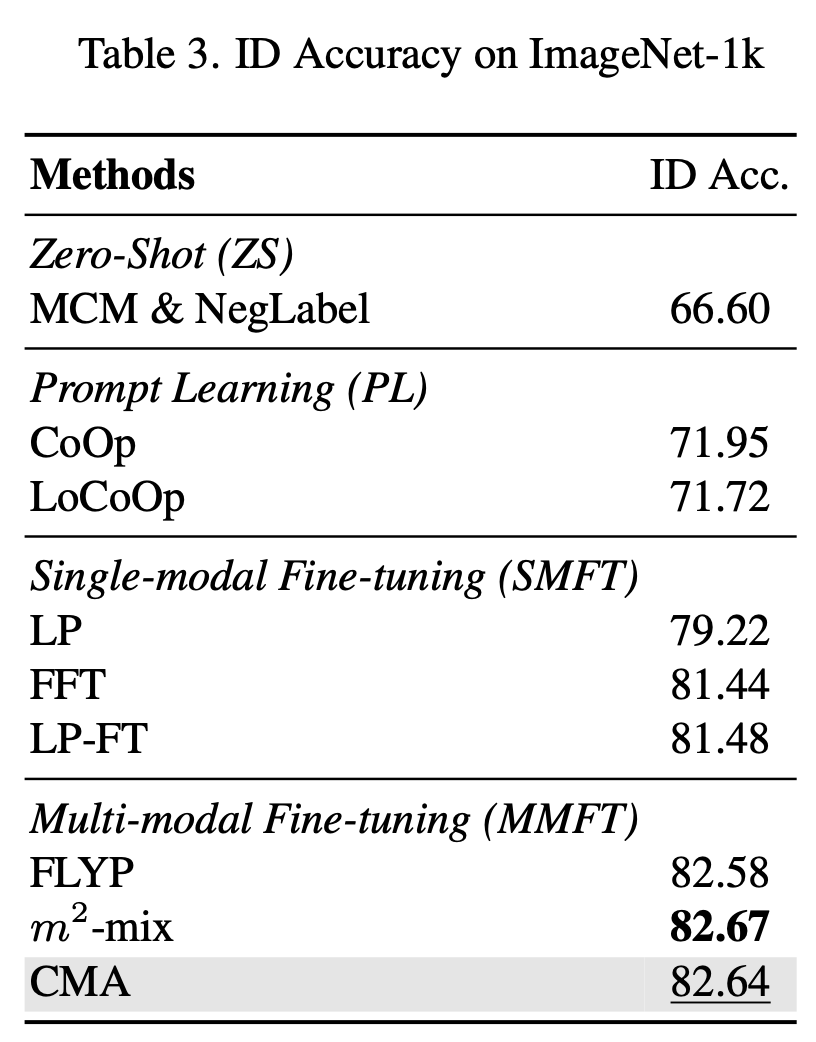 Table 3. ID Accuracy on ImageNet-1k
Methods ID Acc.
Zero-Shot (ZS)
MCM & NegLabel 66.60
Prompt Learning (PL)
CoOp 71.95
LoCoOp 71.72
Single-modal Fine-tuning (SMFT)
LP 79.22
FFT 81.44
LP-FT 81.48
Multi-modal Fine-tuning (MMFT)
FLYP 82.58
m²-mix 82.67
CMA 82.64